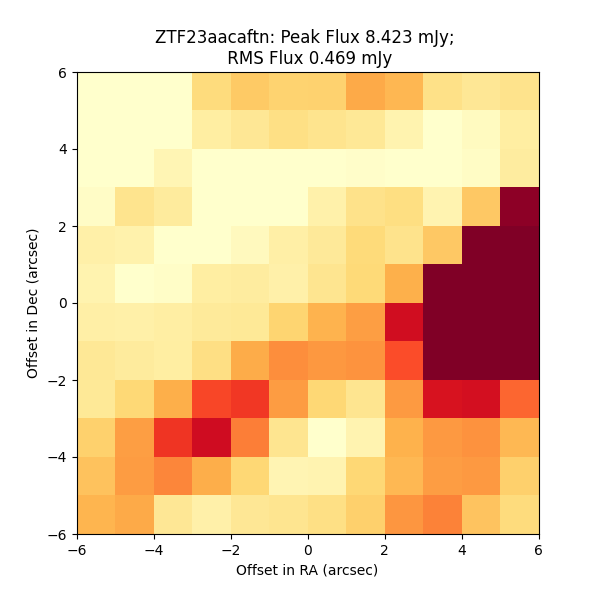 ZTF23aacaftn: Peak Flux 8.423 mJy;
RMS Flux 0.469 mJy
6
4
2
0
−2
−4
−6
Offset in Dec (arcsec)
−6 −4 −2 0 2 4 6
Offset in RA (arcsec)